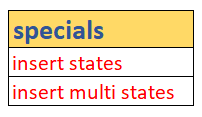 specials
insert states
insert multi states